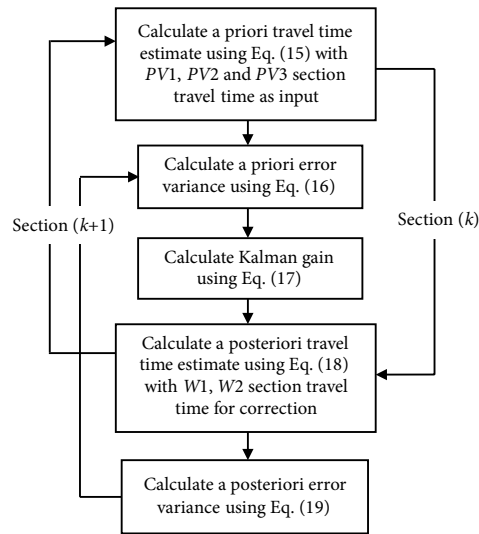 Calculate a priori travel time
estimate using Eq. (15) with
PV1, PV2 and PV3 section
travel time as input
Calculate a priori error
variance using Eq. (16)
Section (k+1)
Section (k)
Calculate Kalman gain
using Eq. (17)
Calculate a posteriori travel
time estimate using Eq. (18)
with W1, W2 section travel
time for correction
Calculate a posteriori error
variance using Eq. (19)